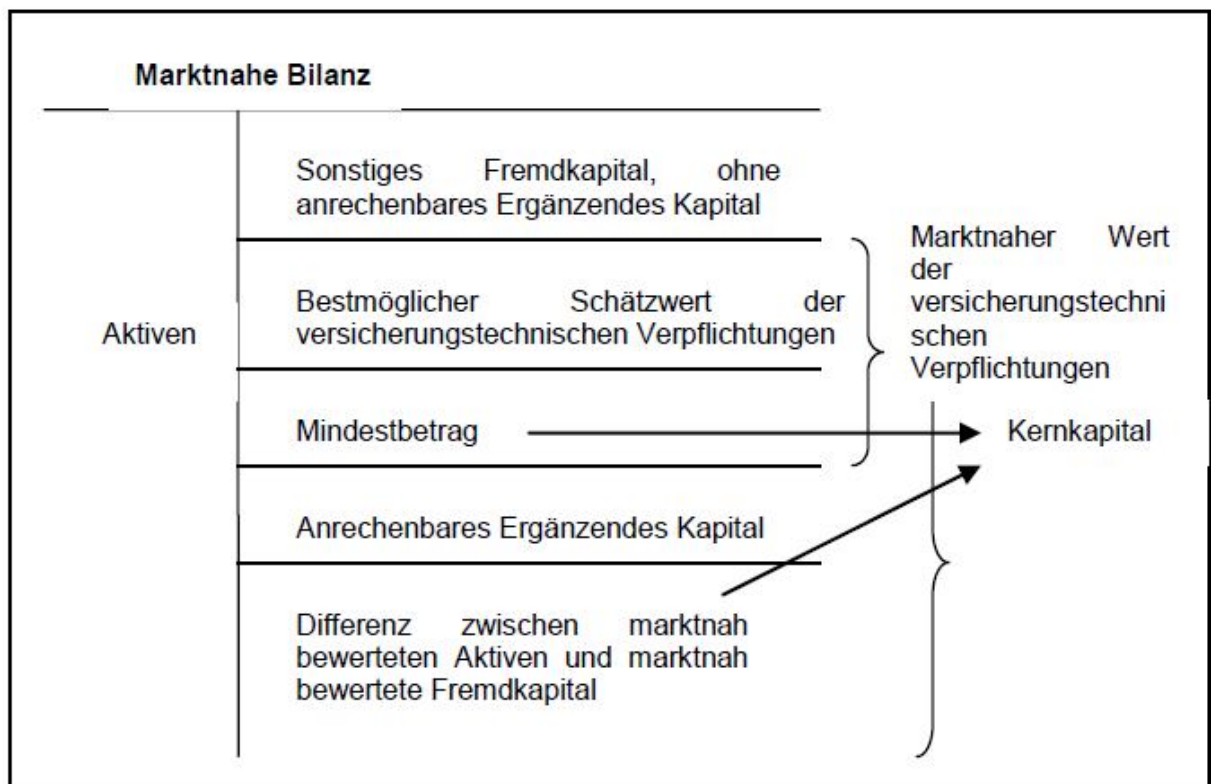 Marktnahe Bilanz
Sonstiges Fremdkapital, ohne
anrechenbares Ergänzendes Kapital
Bestmöglicher Schätzwert der
versicherungstechnischen Verpflichtungen
Aktiven
Mindestbetrag
Anrechenbares Ergänzendes Kapital
Differenz zwischen marktnah
bewerteten Aktiven und marktnah
bewertete Fremdkapital
Marktnaher Wert
der
versicherungstechni
schen
Verpflichtungen
Kernkapital